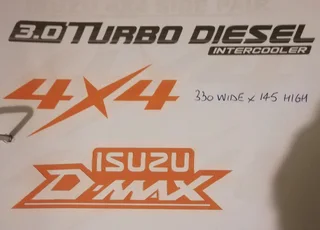 3.0 TURBO DIESEL
INTERCOOLER
4X4
330 WIDE x 145 HIGH
ISUZU
D-MAX